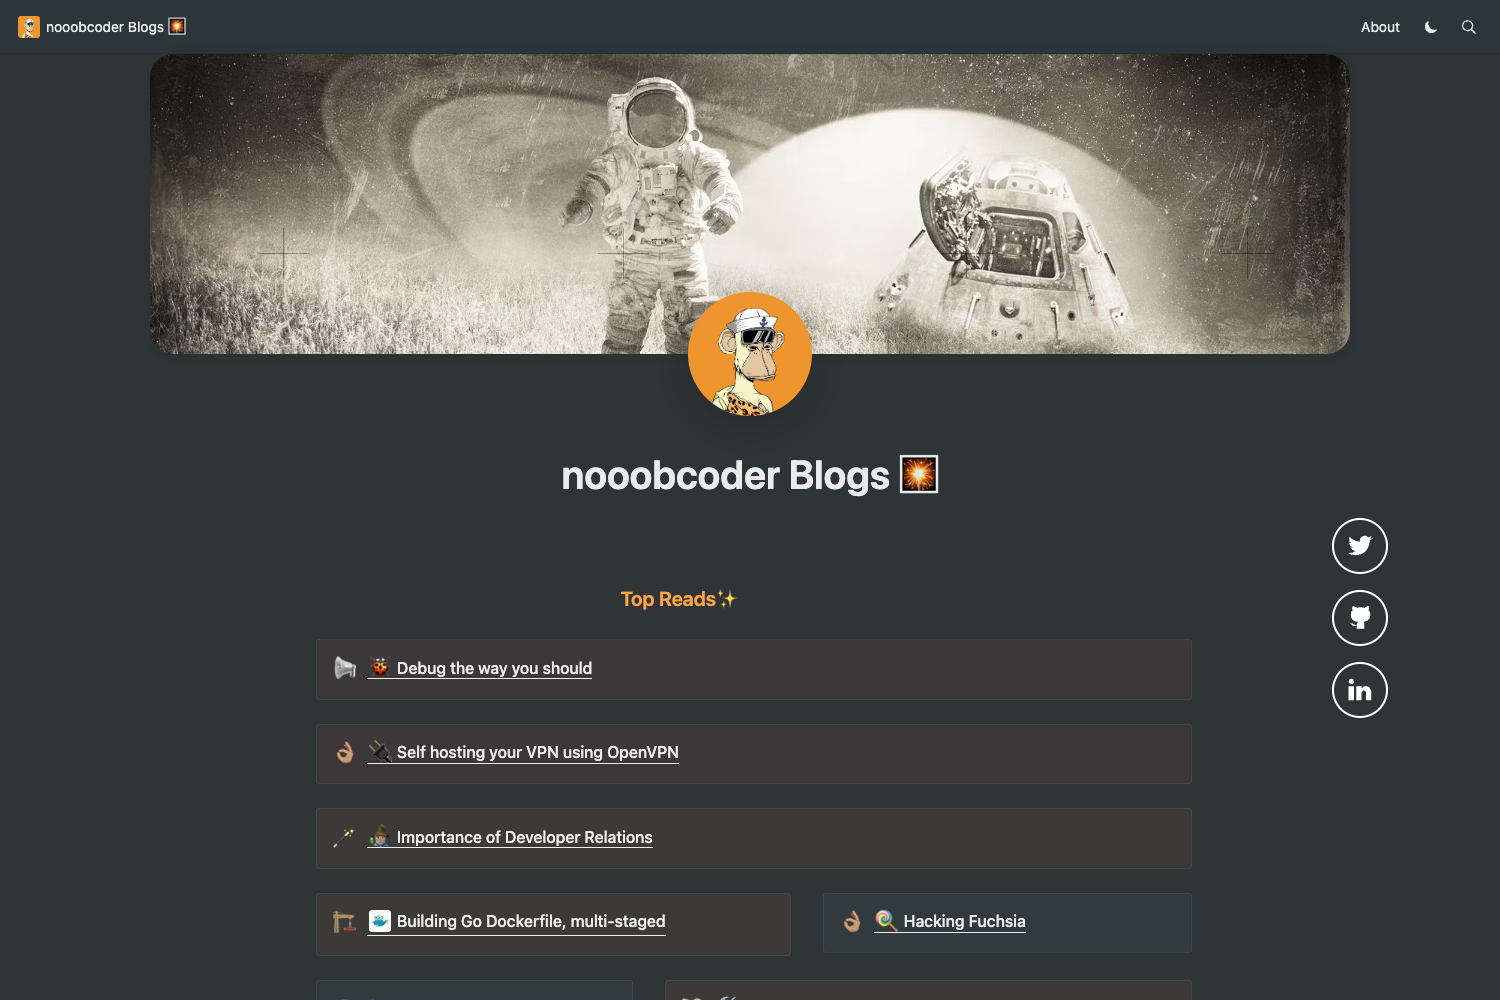 nooobcoder Blogs 🎇
About
nooobcoder Blogs 🎇
Top Reads✨
Debug the way you should
Self hosting your VPN using OpenVPN
Importance of Developer Relations
Building Go Dockerfile, multi-staged
Hacking Fuchsia